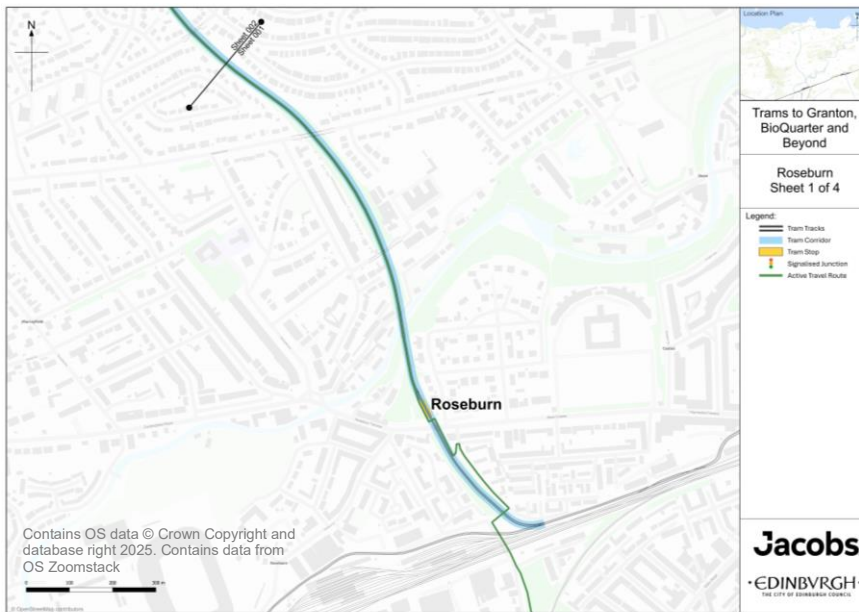 N
Sheet 002
Sheet 001
Roseburn
Contains OS data © Crown Copyright and
database right 2025. Contains data from
OS Zoomstack
0 100 200 300 m
© OpenStreetMap contributors
Location Plan
Trams to Granton,
BioQuarter and
Beyond
Roseburn
Sheet 1 of 4
Legend:
Tram Tracks
Tram Corridor
Tram Stop
Signalised Junction
Active Travel Route
Jacobs
·EDINBVRGH·
THE CITY OF EDINBURGH COUNCIL